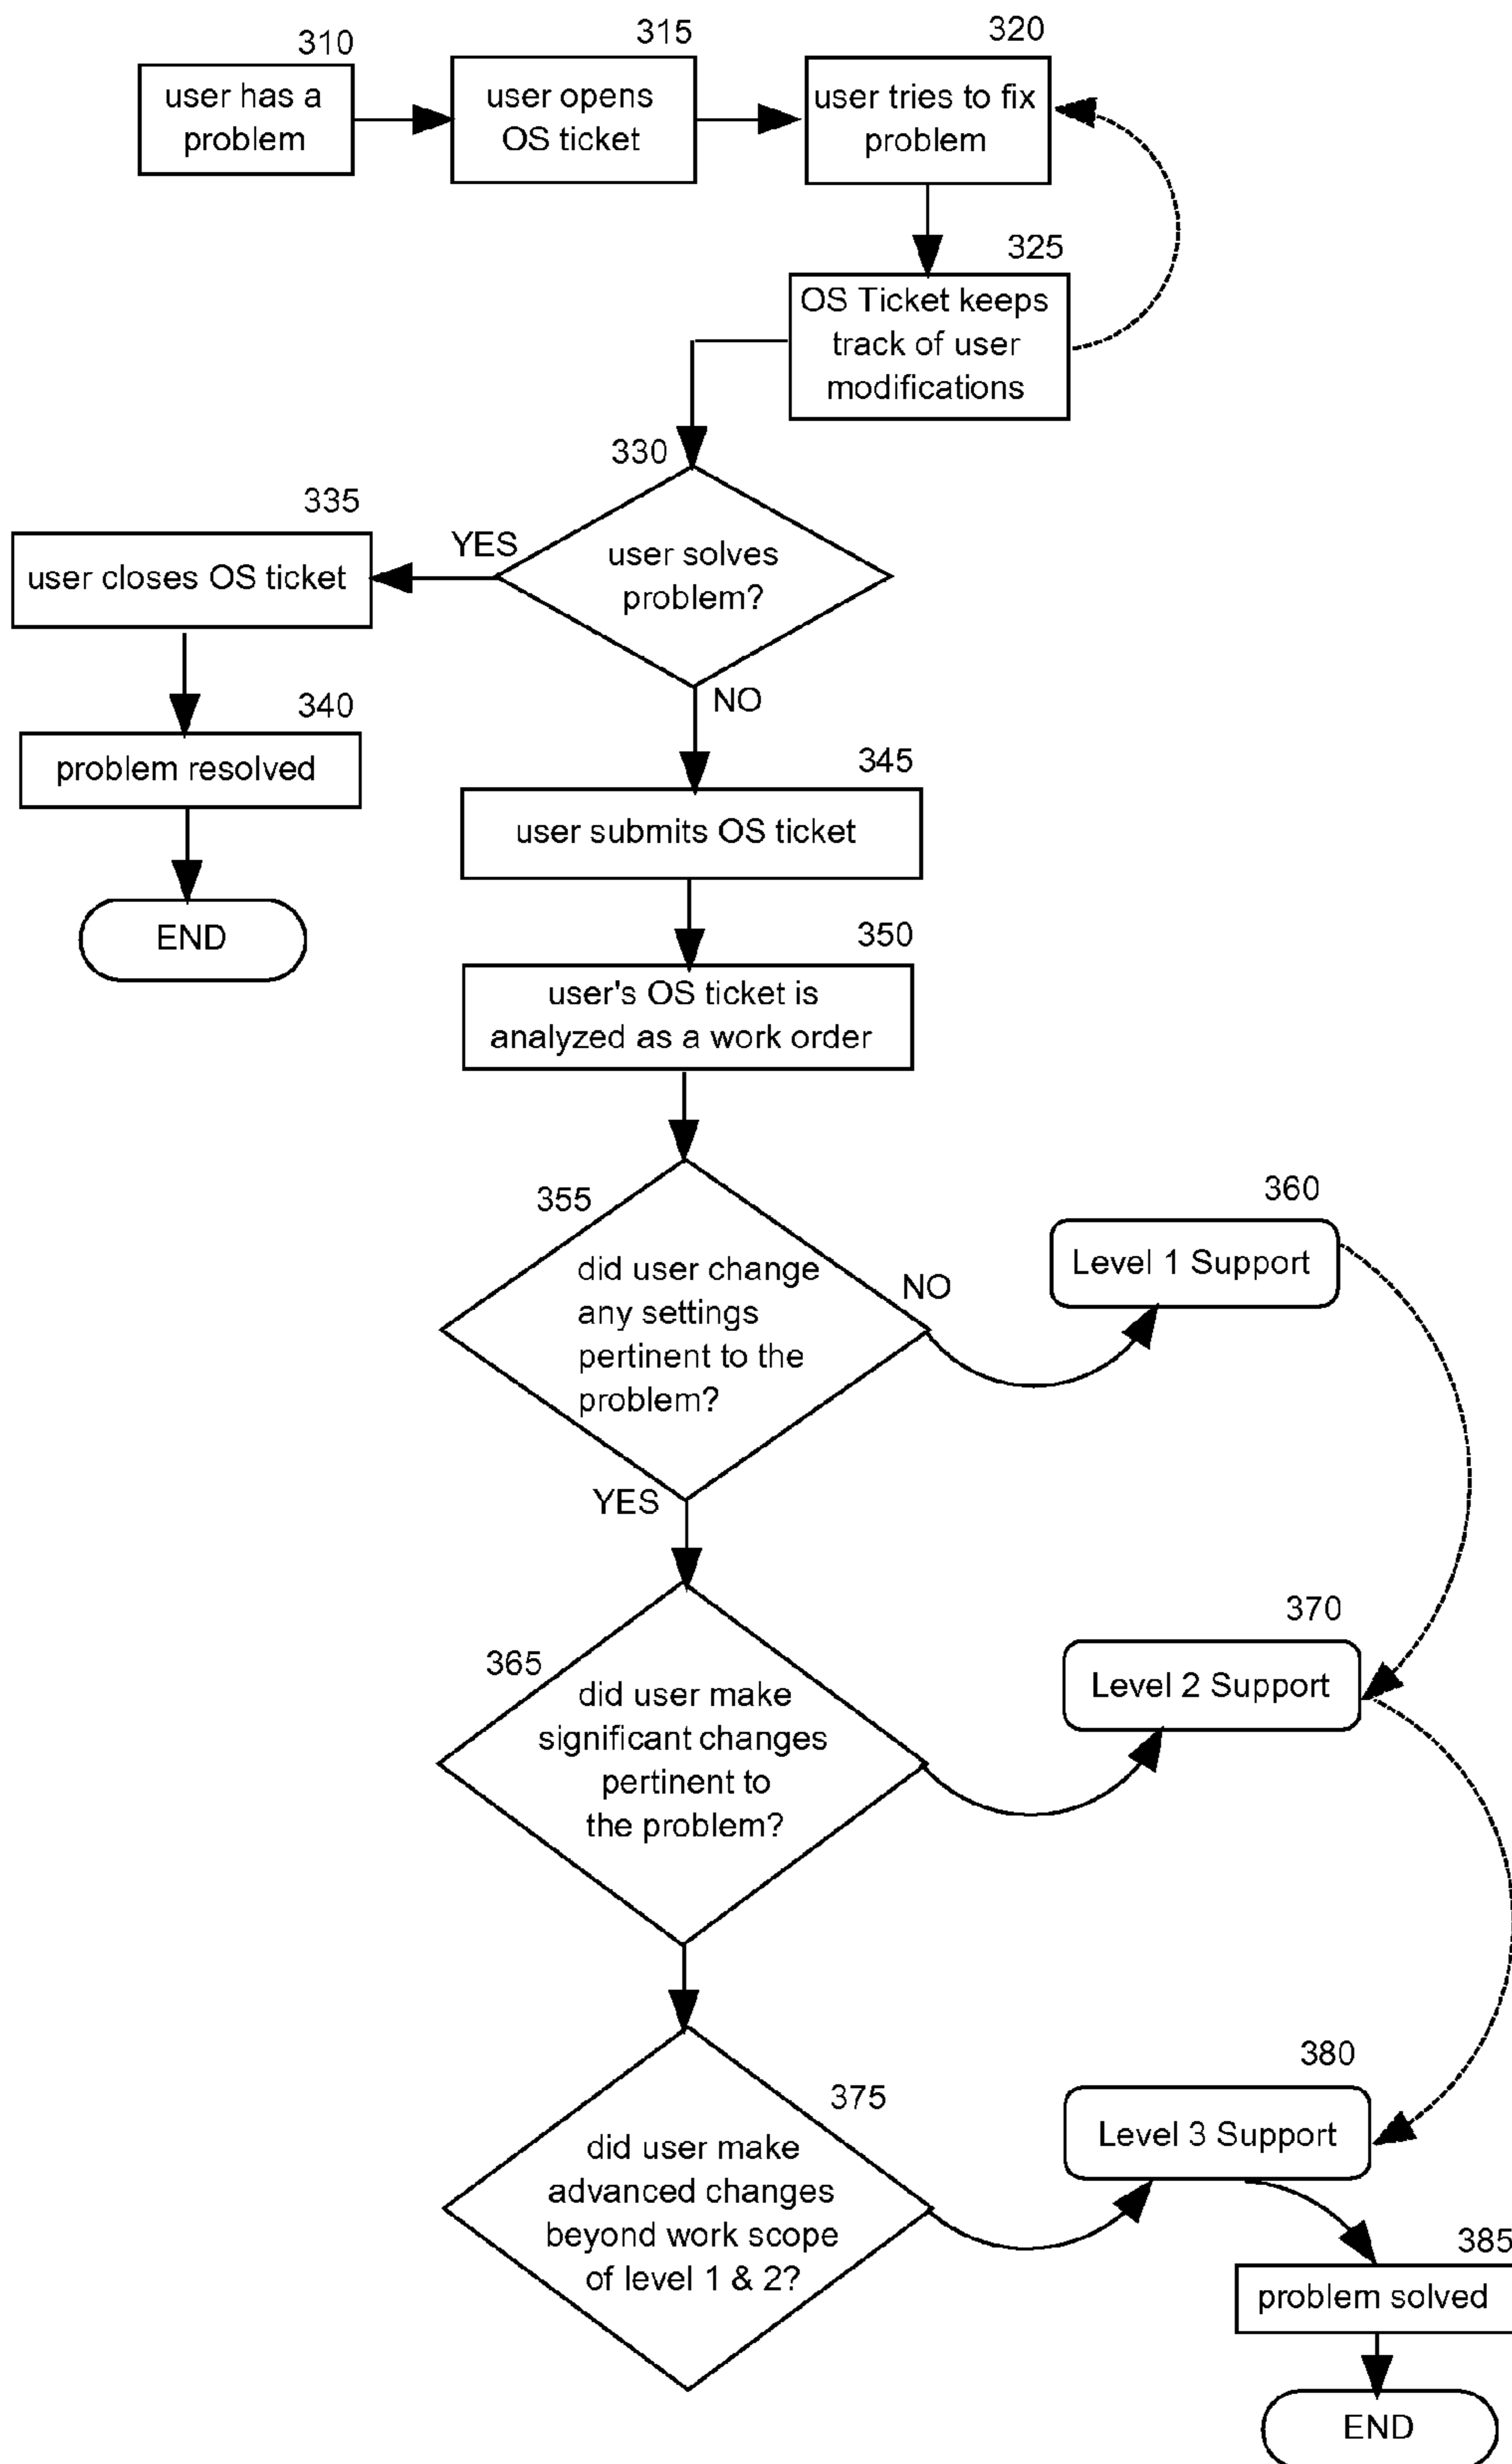 310
user has a
problem
315
user opens
OS ticket
320
user tries to fix
problem
325
OS Ticket keeps
track of user
modifications
330
user solves
problem?
YES
335
user closes OS ticket
340
problem resolved
END
NO
345
user submits OS ticket
350
user's OS ticket is
analyzed as a work order
355
did user change
any settings
pertinent to the
problem?
NO
360
Level 1 Support
YES
365
did user make
significant changes
pertinent to
the problem?
370
Level 2 Support
375
did user make
advanced changes
beyond work scope
of level 1 & 2?
380
Level 3 Support
385
problem solved
END